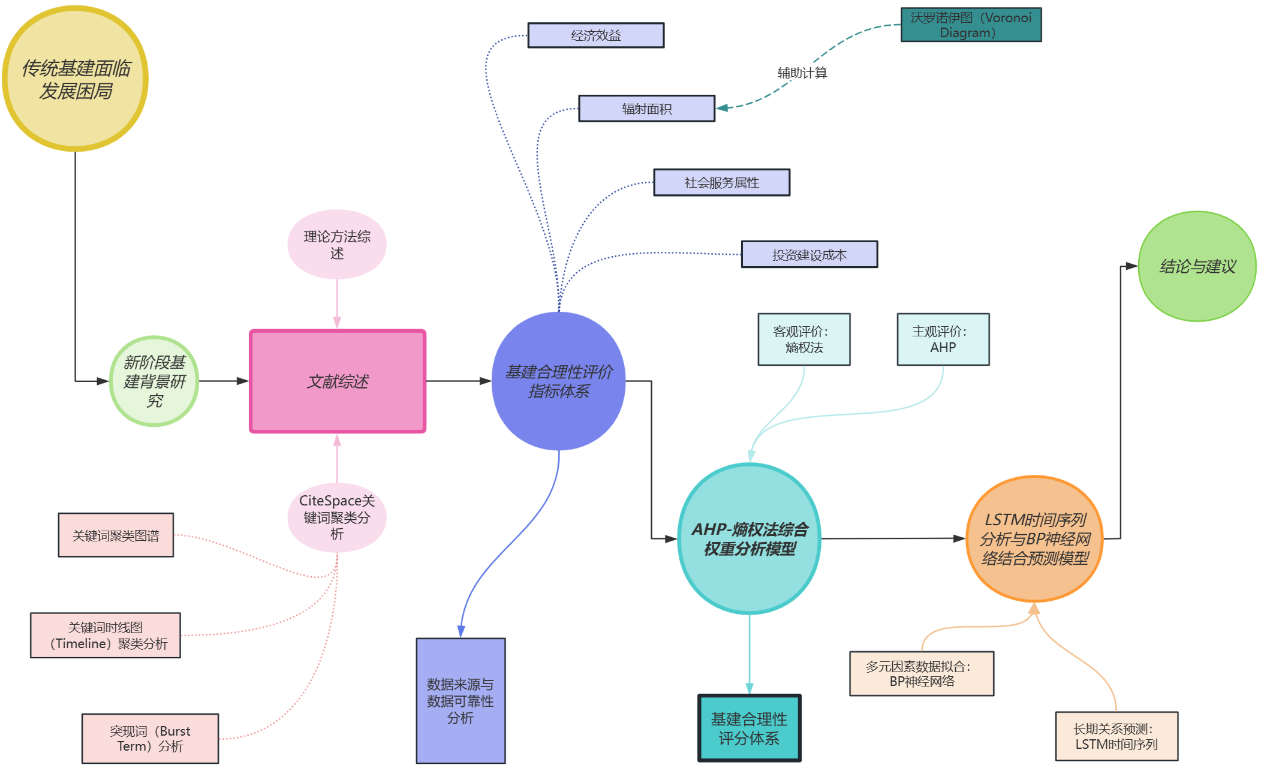 传统基建面临
发展困局
新阶段基
建背景研
究
理论方法综
述
文献综述
CiteSpace关
键词聚类分
析
关键词聚类图谱
关键词时线图
（Timeline）聚类分析
突现词（Burst
Term）分析
经济效益
辐射面积
沃罗诺伊图（Voronoi
Diagram）
辅助计算
社会服务属性
投资建设成本
基建合理性评价
指标体系
数据来源与
数据可靠性
分析
客观评价：
熵权法
主观评价：
AHP
AHP-熵权法综合
权重分析模型
基建合理性
评分体系
LSTM时间序列
分析与BP神经网
络结合预测模型
多元因素数据拟合：
BP神经网络
长期关系预测：
LSTM时间序列
结论与建议